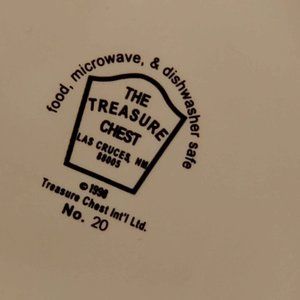 food, microwave, & dishwasher safe
THE
TREASURE
CHEST
LAS CRUCES, NM
88005
©1998
Treasure Chest Int'l Ltd.
No. 20